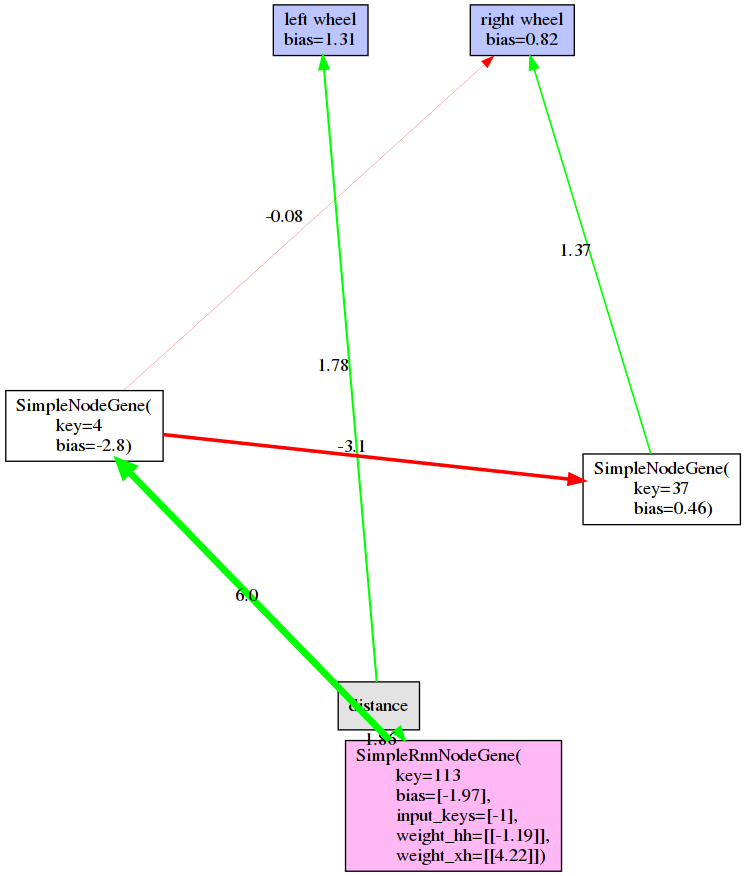 left wheel
bias=1.31
right wheel
bias=0.82
-0.08
1.37
1.78
SimpleNodeGene(
key=4
bias=-2.8)
-3.1
SimpleNodeGene(
key=37
bias=0.46)
6.0
distance
1.86
SimpleRnnNodeGene(
key=113
bias=[-1.97],
input_keys=[-1],
weight_hh=[[-1.19]],
weight_xh=[[4.22]])